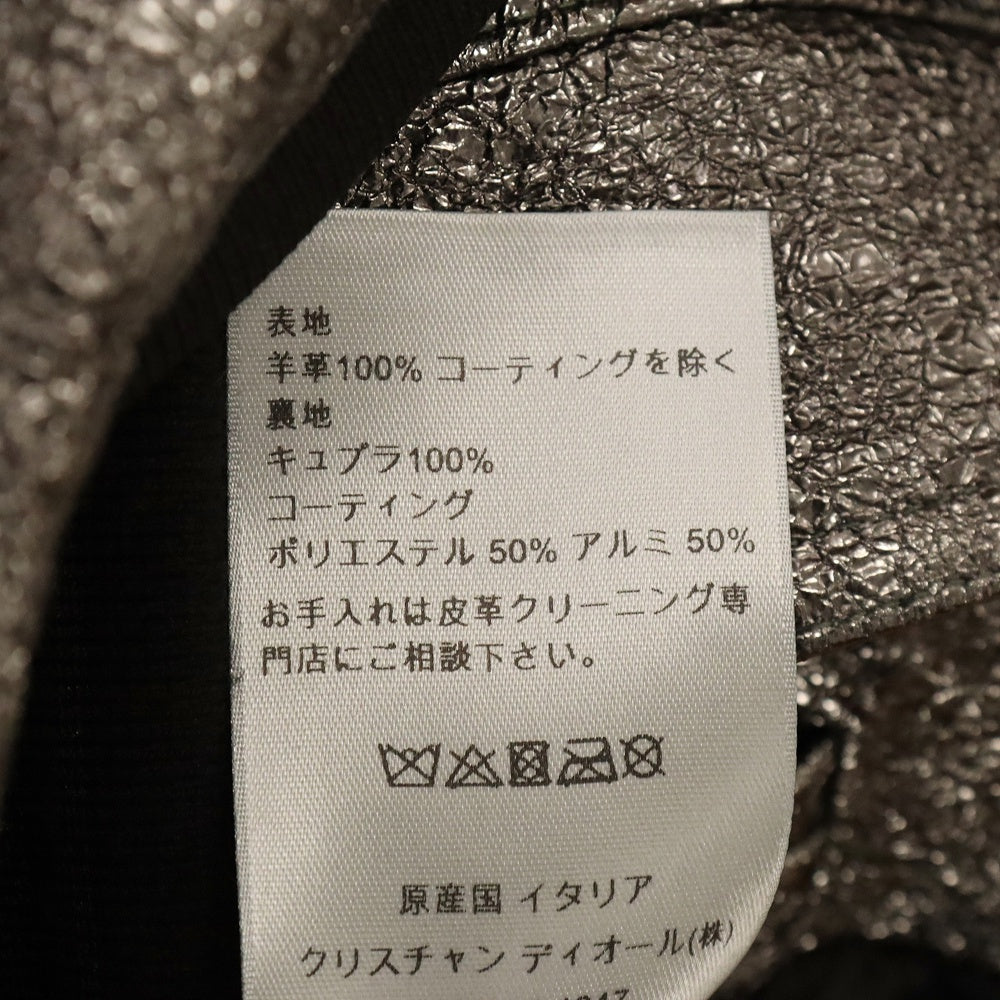 表地
羊革100% コーティングを除く
裏地
キュプラ100%
コーティング
ポリエステル 50% アルミ 50%
お手入れは皮革クリーニング専
門店にご相談下さい。
原産国 イタリア
クリスチャン ディオール(株)